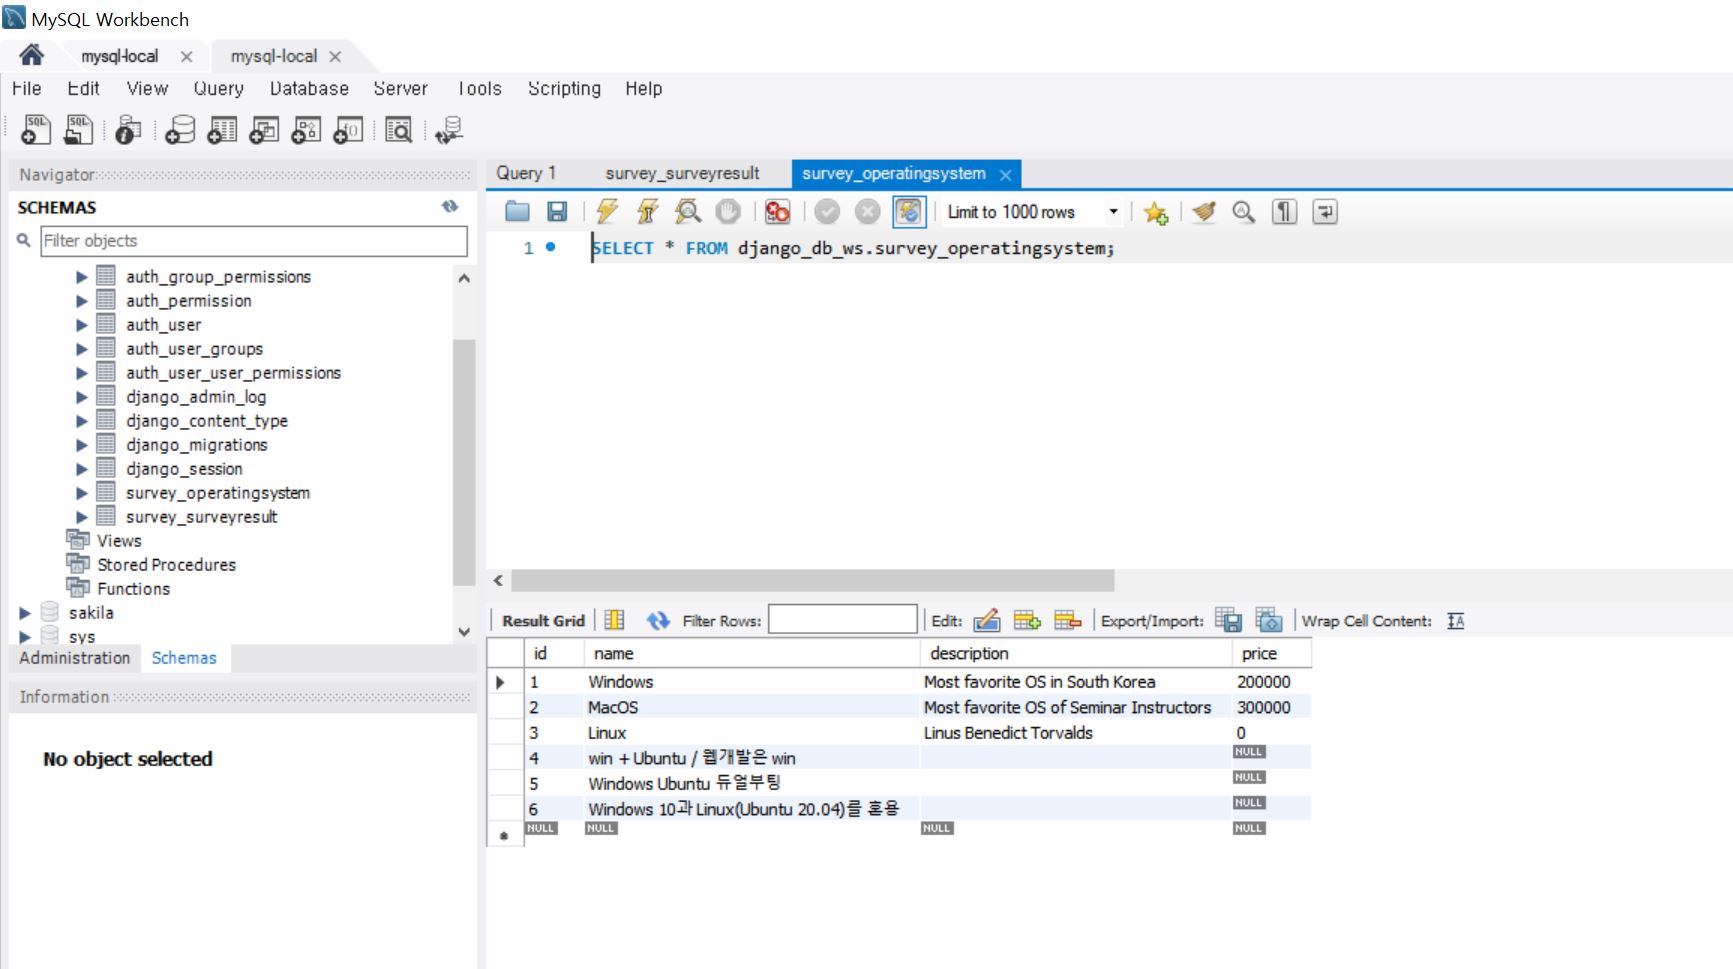 MySQL Workbench
mysql-local
mysql-local
File Edit View Query Database Server Tools Scripting Help
Navigator
SCHEMAS
Filter objects
auth_group_permissions
auth_permission
auth_user
auth_user_groups
auth_user_user_permissions
django_admin_log
django_content_type
django_migrations
django_session
survey_operatingsystem
survey_surveyresult
Views
Stored Procedures
Functions
sakila
sys
Administration Schemas
Information
No object selected
Query 1 survey_surveyresult survey_operatingsystem
Limit to 1000 rows
1 SELECT * FROM django_db_ws.survey_operatingsystem;
Result Grid Filter Rows: Edit: Export/Import: Wrap Cell Content:
id name description price
1 Windows Most favorite OS in South Korea 200000
2 MacOS Most favorite OS of Seminar Instructors 300000
3 Linux Linus Benedict Torvalds 0
4 win + Ubuntu / 웹개발은 win NULL
5 Windows Ubuntu 듀얼부팅 NULL
6 Windows 10과 Linux(Ubuntu 20.04)를 혼용 NULL
NULL NULL NULL NULL